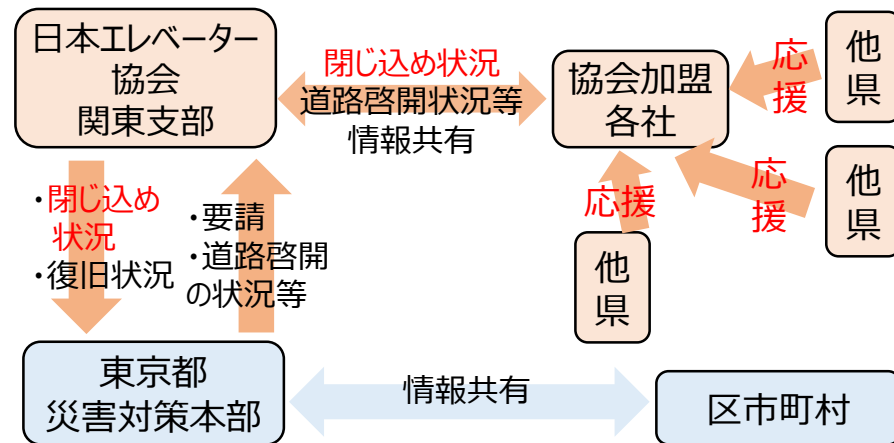 日本エレベーター
協会
関東支部
閉じ込め状況
道路啓開状況等
情報共有
協会加盟
各社
応
援
他
県
応
援
他
県
応援
他
県
・閉じ込め
状況
・復旧状況
・要請
・道路啓開
の状況等
東京都
災害対策本部
情報共有
区市町村